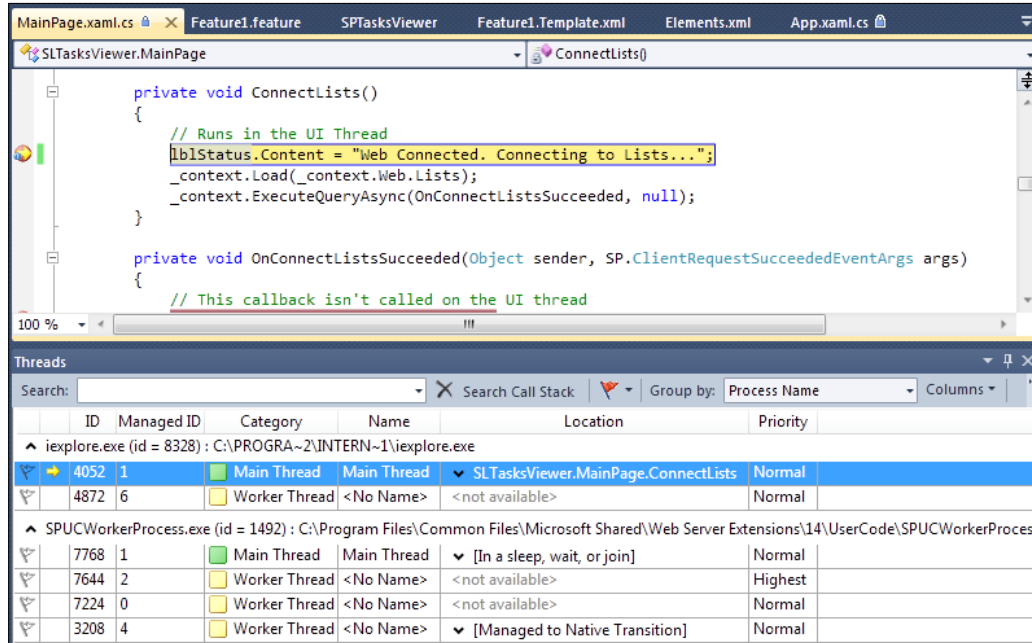 MainPage.xaml.cs Feature1.feature SPTasksViewer Feature1.Template.xml Elements.xml App.xaml.cs
SLTasksViewer.MainPage ConnectLists()
private void ConnectLists()
{
// Runs in the UI Thread
lblStatus.Content = "Web Connected. Connecting to Lists...";
_context.Load(_context.Web.Lists);
_context.ExecuteQueryAsync(OnConnectListsSucceeded, null);
}
private void OnConnectListsSucceeded(Object sender, SP.ClientRequestSucceededEventArgs args)
{
// This callback isn't called on the UI thread
100 %
Threads
Search: Search Call Stack Group by: Process Name Columns
ID Managed ID Category Name Location Priority
iexplore.exe (id = 8328) : C:\PROGRA~2\INTERN~1\iexplore.exe
4052 1 Main Thread Main Thread SLTasksViewer.MainPage.ConnectLists Normal
4872 6 Worker Thread <No Name> <not available> Normal
SPUCWorkerProcess.exe (id = 1492) : C:\Program Files\Common Files\Microsoft Shared\Web Server Extensions\14\UserCode\SPUCWorkerProces
7768 1 Main Thread Main Thread [In a sleep, wait, or join] Normal
7644 2 Worker Thread <No Name> <not available> Highest
7224 0 Worker Thread <No Name> <not available> Normal
3208 4 Worker Thread <No Name> [Managed to Native Transition] Normal